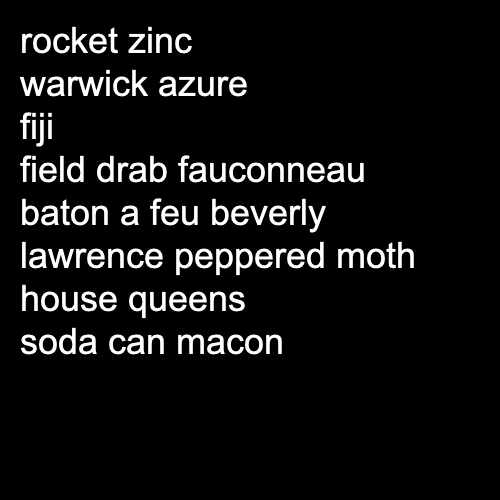 rocket zinc
warwick azure
fiji
field drab fauconneau
baton a feu beverly
lawrence peppered moth
house queens
soda can macon